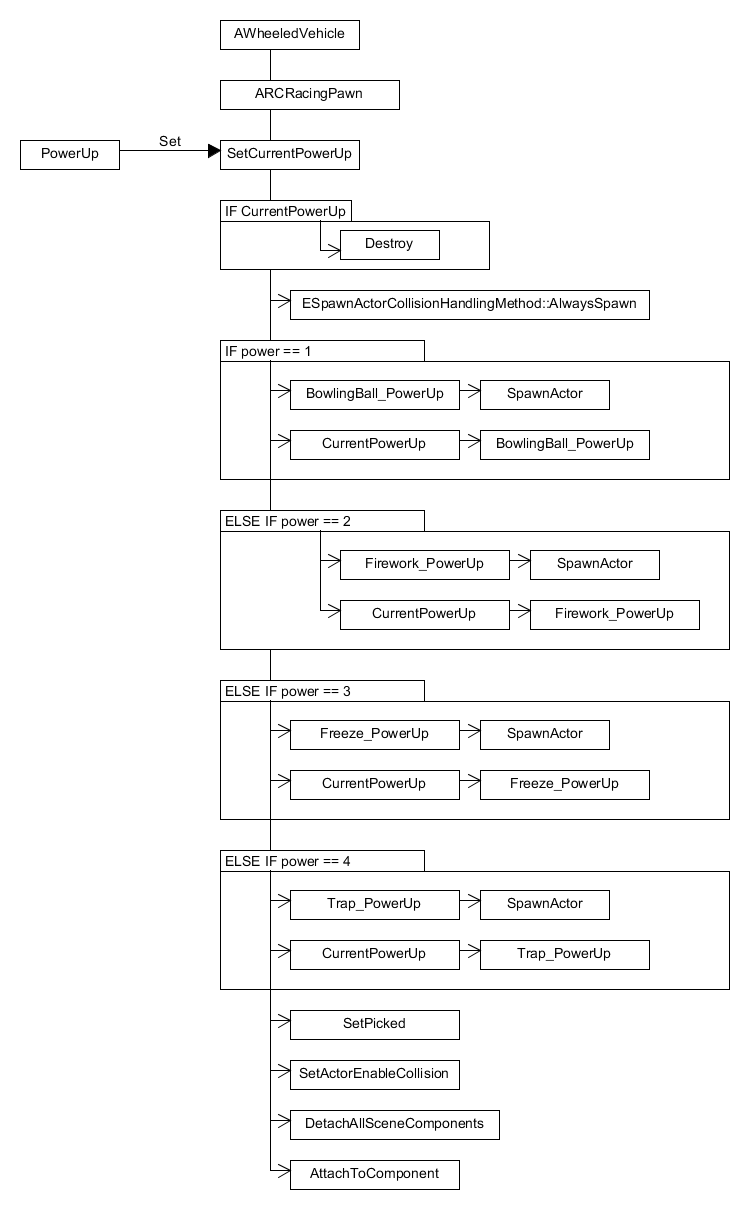 AWheeledVehicle
ARCRacingPawn
Set
PowerUp
SetCurrentPowerUp
IF CurrentPowerUp
Destroy
ESpawnActorCollisionHandlingMethod::AlwaysSpawn
IF power == 1
BowlingBall_PowerUp
SpawnActor
CurrentPowerUp
BowlingBall_PowerUp
ELSE IF power == 2
Firework_PowerUp
SpawnActor
CurrentPowerUp
Firework_PowerUp
ELSE IF power == 3
Freeze_PowerUp
SpawnActor
CurrentPowerUp
Freeze_PowerUp
ELSE IF power == 4
Trap_PowerUp
SpawnActor
CurrentPowerUp
Trap_PowerUp
SetPicked
SetActorEnableCollision
DetachAllSceneComponents
AttachToComponent